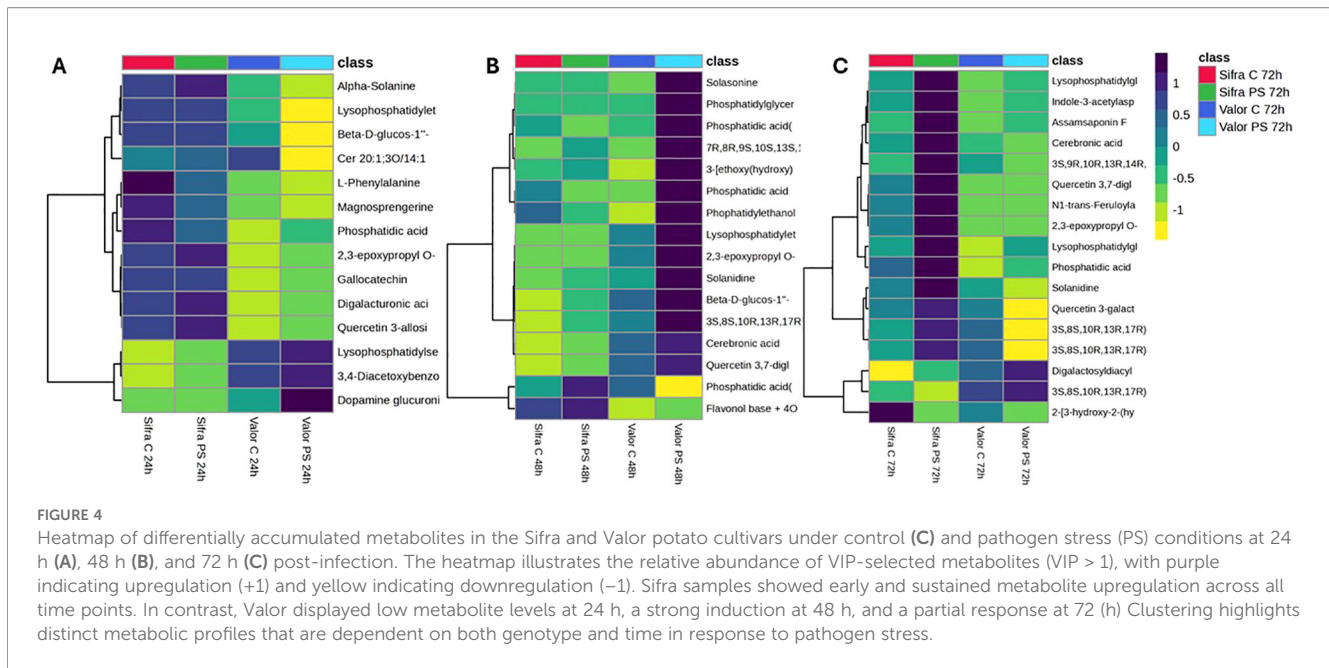 A
class
Alpha-Solanine
Lysophosphatidylet
Beta-D-glucos-1"-
Cer 20:1;3O/14:1
L-Phenylalanine
Magnosprengerine
Phosphatidic acid
2,3-epoxypropyl O-
Gallocatechin
Digalacturonic aci
Quercetin 3-allosi
Lysophosphatidylse
3,4-Diacetoxybenzo
Dopamine glucuroni
Sifra C 24h
Sifra PS 24h
Valor C 24h
Valor PS 24h
B
class
Solasonine
Phosphatidylglycer
Phosphatidic acid(
7R,8R,9S,10S,13S,1
3-[ethoxy(hydroxy)
Phosphatidic acid
Phophatidylethanol
Lysophosphatidylet
2,3-epoxypropyl O-
Solanidine
Beta-D-glucos-1"-
3S,8S,10R,13R,17R
Cerebronic acid
Quercetin 3,7-digl
Phosphatidic acid(
Flavonol base + 4O
Sifra C 48h
Sifra PS 48h
Valor C 48h
Valor PS 48h
C
class
Lysophosphatidylgl
Indole-3-acetylasp
Assamsaponin F
Cerebronic acid
3S,9R,10R,13R,14R,
Quercetin 3,7-digl
N1-trans-Feruloyla
2,3-epoxypropyl O-
Lysophosphatidylgl
Phosphatidic acid
Solanidine
Quercetin 3-galact
3S,8S,10R,13R,17R)
3S,8S,10R,13R,17R)
Digalactosyldiacyl
3S,8S,10R,13R,17R)
2-[3-hydroxy-2-(hy
Sifra C 72h
Sifra PS 72h
Valor C 72h
Valor PS 72h
1
0.5
0
-0.5
-1
class
Sifra C 72h
Sifra PS 72h
Valor C 72h
Valor PS 72h
FIGURE 4
Heatmap of differentially accumulated metabolites in the Sifra and Valor potato cultivars under control (C) and pathogen stress (PS) conditions at 24
h (A), 48 h (B), and 72 h (C) post-infection. The heatmap illustrates the relative abundance of VIP-selected metabolites (VIP > 1), with purple
indicating upregulation (+1) and yellow indicating downregulation (−1). Sifra samples showed early and sustained metabolite upregulation across all
time points. In contrast, Valor displayed low metabolite levels at 24 h, a strong induction at 48 h, and a partial response at 72 (h) Clustering highlights
distinct metabolic profiles that are dependent on both genotype and time in response to pathogen stress.